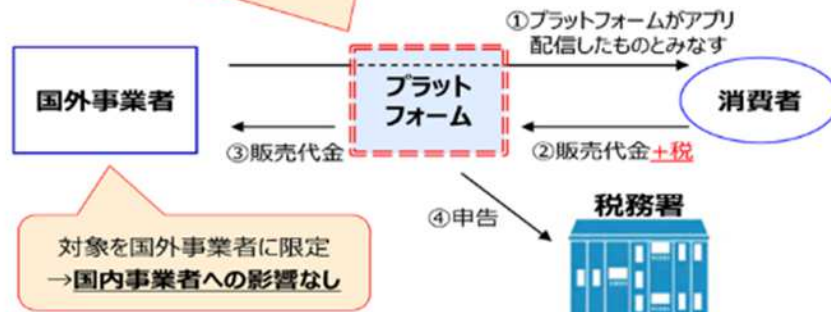 ①プラットフォームがアプリ
配信したものとみなす
国外事業者
プラット
フォーム
消費者
③販売代金
②販売代金+税
④申告
税務署
対象を国外事業者に限定
→国内事業者への影響なし